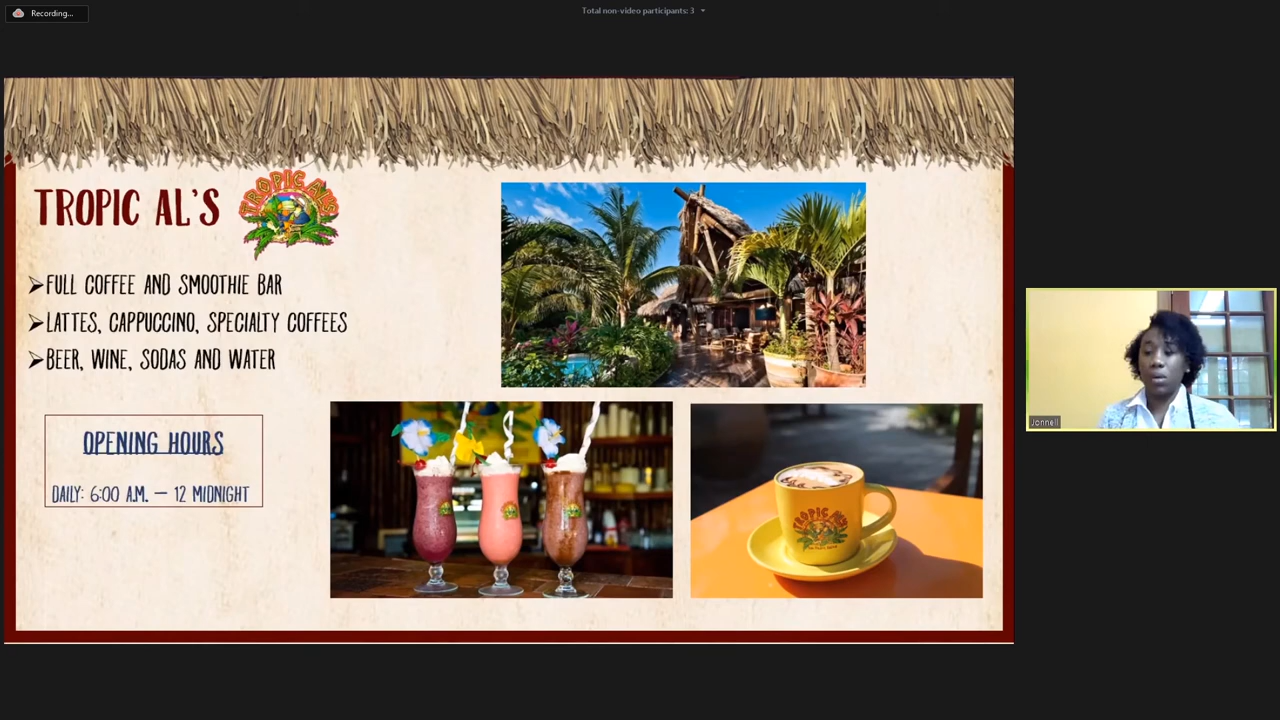 Recording...
Total non-video participants: 3
TROPIC AL'S
TROPIC AL'S
➢FULL COFFEE AND SMOOTHIE BAR
➢LATTES, CAPPUCCINO, SPECIALTY COFFEES
➢BEER, WINE, SODAS AND WATER
OPENING HOURS
DAILY: 6:00 A.M. – 12 MIDNIGHT
TROPIC AL'S
Jonnell